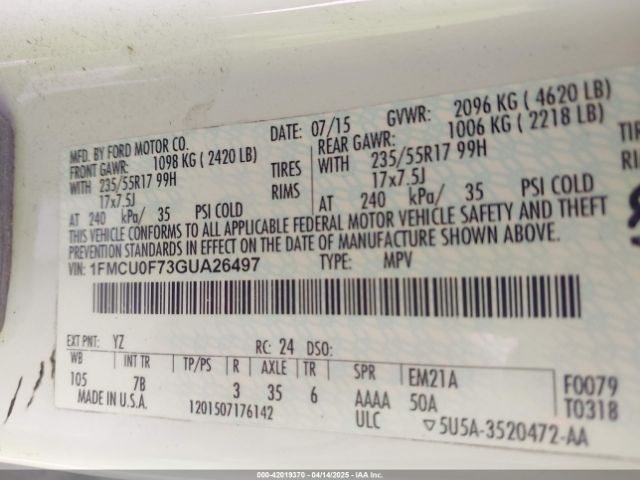 MFD. BY FORD MOTOR CO. DATE: 07/15 GVWR: 2096 KG ( 4620 LB)
FRONT GAWR: 1098 KG ( 2420 LB) REAR GAWR: 1006 KG ( 2218 LB)
WITH 235/55R17 99H TIRES WITH 235/55R17 99H TIRE
17x7.5J RIMS 17x7.5J RI
AT 240 kPa/ 35 PSI COLD AT 240 kPa/ 35 PSI COLD
THIS VEHICLE CONFORMS TO ALL APPLICABLE FEDERAL MOTOR VEHICLE SAFETY AND THEFT
PREVENTION STANDARDS IN EFFECT ON THE DATE OF MANUFACTURE SHOWN ABOVE.
VIN: 1FMCU0F73GUA26497 TYPE: MPV
EXT PNT: YZ RC: 24 DSO:
WB INT TR TP/PS R AXLE TR SPR EM21A F0079
105 7B 3 35 6 AAAA 50A T0318
MADE IN U.S.A. 1201507176142 ULC ▽5U5A-3520472-AA
000-42019370 - 04/14/2025 - IAA, Inc.